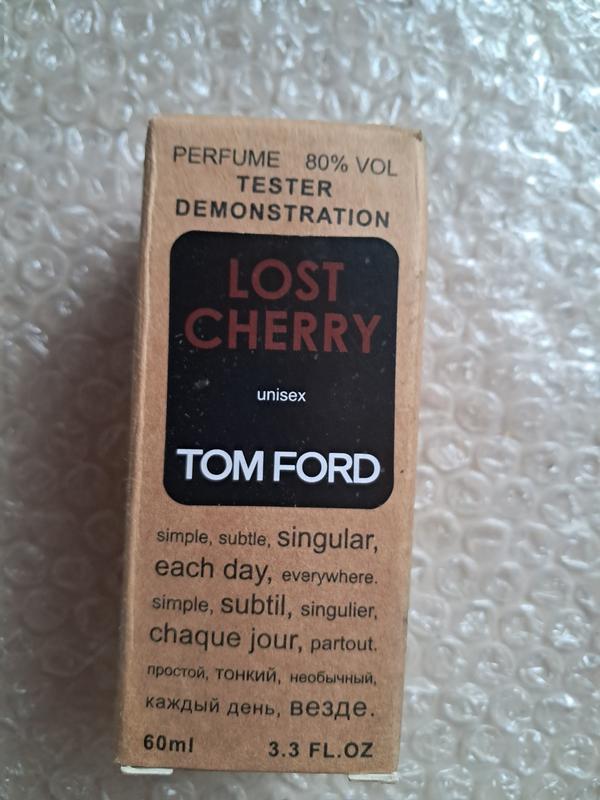 PERFUME 80% VOL
TESTER
DEMONSTRATION
LOST
CHERRY
unisex
TOM FORD
simple, subtle, singular,
each day, everywhere.
simple, subtil, singulier,
chaque jour, partout.
простой, тонкий, необычный,
каждый день, везде.
60ml 3.3 FL.OZ